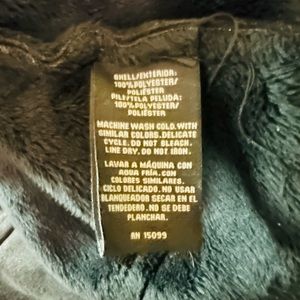 SHELL/EXTERIOR:
100% POLYESTER/
POLIÉSTER
PILE/TELA PELUDA:
100% POLYESTER/
POLIÉSTER
MACHINE WASH COLD.WITH
SIMILAR COLORS. DELICATE
CYCLE. DO NOT BLEACH.
LINE DRY. DO NOT IRON.
LAVAR A MÁQUINA CON
AGUA FRÍA. CON
COLORES SIMILARES.
CICLO DELICADO. NO USAR
BLANQUEADOR SECAR EN EL
TENDEDERO. NO SE DEBE
PLANCHAR.
RN 15099